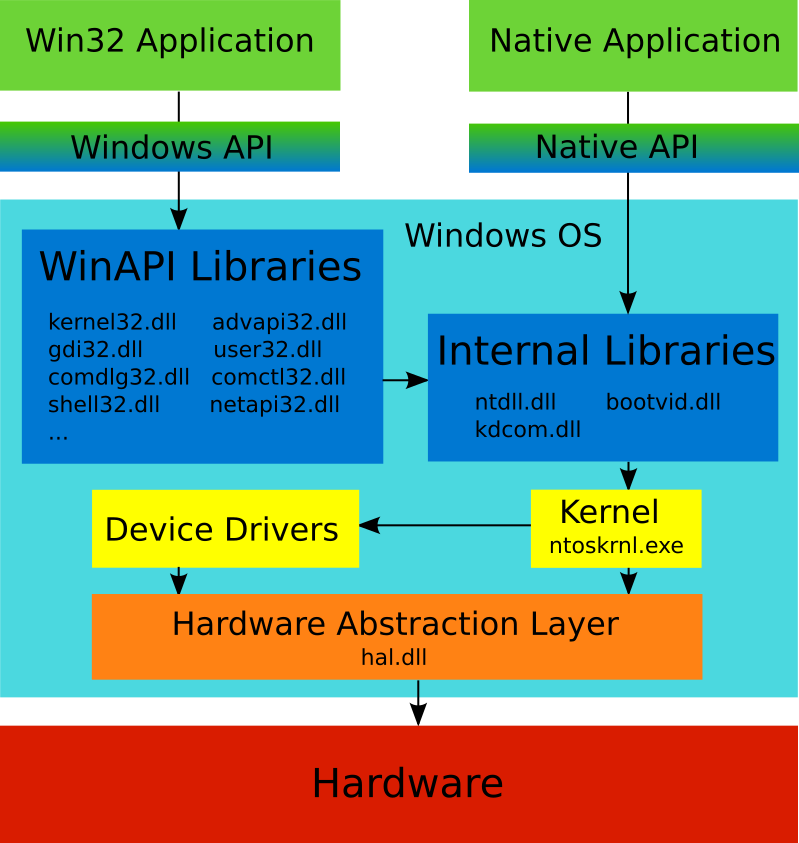 Win32 Application
Native Application
Windows API
Native API
Windows OS
WinAPI Libraries
kernel32.dll advapi32.dll
gdi32.dll user32.dll
comdlg32.dll comctl32.dll
shell32.dll netapi32.dll
...
Internal Libraries
ntdll.dll bootvid.dll
kdcom.dll
Device Drivers
Kernel
ntoskrnl.exe
Hardware Abstraction Layer
hal.dll
Hardware